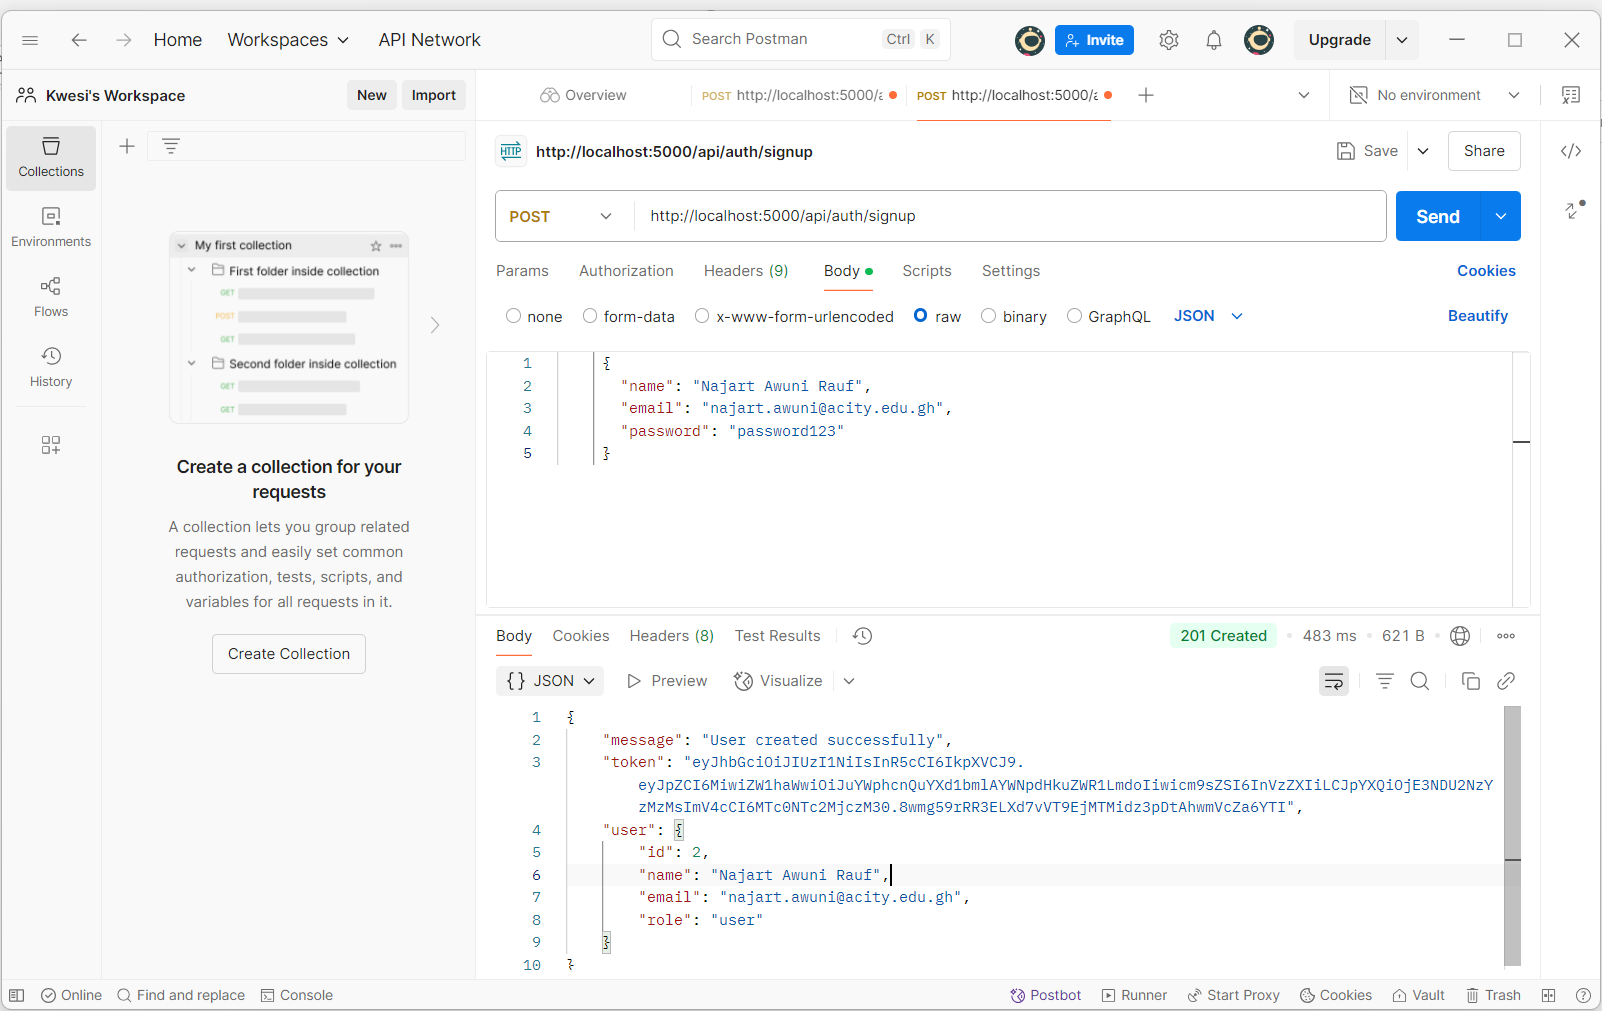 Home
Workspaces
API Network
Search Postman
Ctrl K
Invite
Upgrade
Kwesi's Workspace
New
Import
Overview
POST http://localhost:5000/a
POST http://localhost:5000/a
No environment
Collections
Environments
Flows
History
My first collection
First folder inside collection
GET
POST
GET
Second folder inside collection
GET
GET
Create a collection for your
requests
A collection lets you group related
requests and easily set common
authorization, tests, scripts, and
variables for all requests in it.
Create Collection
HTTP http://localhost:5000/api/auth/signup
Save
Share
POST
http://localhost:5000/api/auth/signup
Send
Params
Authorization
Headers (9)
Body
Scripts
Settings
Cookies
none
form-data
x-www-form-urlencoded
raw
binary
GraphQL
JSON
Beautify
1 {
2 "name": "Najart Awuni Rauf",
3 "email": "najart.awuni@acity.edu.gh",
4 "password": "password123"
5 }
Body
Cookies
Headers (8)
Test Results
201 Created
483 ms
621 B
{} JSON
Preview
Visualize
1 {
2 "message": "User created successfully",
3 "token": "eyJhbGciOiJIUzI1NiIsInR5cCI6IkpXVCJ9.
eyJpZCI6MiwiZW1haWwiOiJuYWphcnQuYXd1bmlAYWNpdHkuZWR1LmdoIiwicm9sZSI6InVzZXIiLCJpYXQiOjE3NDU2NzY
zMzMsImV4cCI6MTc0NTc2MjczM30.8wmg59rRR3ELXd7vVT9EjMTMidz3pDtAhwmVcZa6YTI",
4 "user": {
5 "id": 2,
6 "name": "Najart Awuni Rauf",
7 "email": "najart.awuni@acity.edu.gh",
8 "role": "user"
9 }
10 }
Online
Find and replace
Console
Postbot
Runner
Start Proxy
Cookies
Vault
Trash